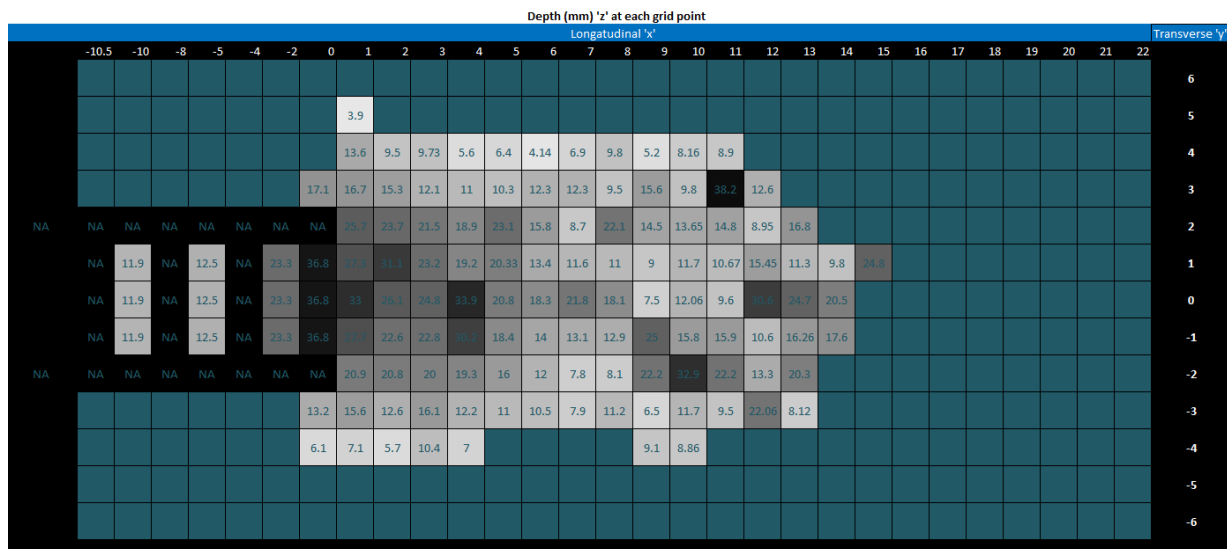 Depth (mm) 'z' at each grid point
Longatudinal 'x' Transverse 'y'
-10.5 -10 -8 -5 -4 -2 0 1 2 3 4 5 6 7 8 9 10 11 12 13 14 15 16 17 18 19 20 21 22
6
3.9 5
13.6 9.5 9.73 5.6 6.4 4.14 6.9 9.8 5.2 8.16 8.9 4
17.1 16.7 15.3 12.1 11 10.3 12.3 12.3 9.5 15.6 9.8 38.2 12.6 3
NA NA NA NA NA NA NA NA 25.7 23.7 21.5 18.9 23.1 15.8 8.7 22.1 14.5 13.65 14.8 8.95 16.8 2
NA 11.9 NA 12.5 NA 23.3 36.8 31.1 23.2 19.2 20.33 13.4 11.6 11 9 11.7 10.67 15.45 11.3 9.8 24.8 1
NA 11.9 NA 12.5 NA 23.3 36.8 33 26.1 24.8 33.9 20.8 18.3 21.8 18.1 7.5 12.06 9.6 30.6 24.7 20.5 0
NA 11.9 NA 12.5 NA 23.3 36.8 22.6 22.8 18.4 14 13.1 12.9 25 15.8 15.9 10.6 16.26 17.6 -1
NA NA NA NA NA NA NA NA 20.9 20.8 20 19.3 16 12 7.8 8.1 22.2 32.9 22.2 13.3 20.3 -2
13.2 15.6 12.6 16.1 12.2 11 10.5 7.9 11.2 6.5 11.7 9.5 22.06 8.12 -3
6.1 7.1 5.7 10.4 7 9.1 8.86 -4
-5
-6